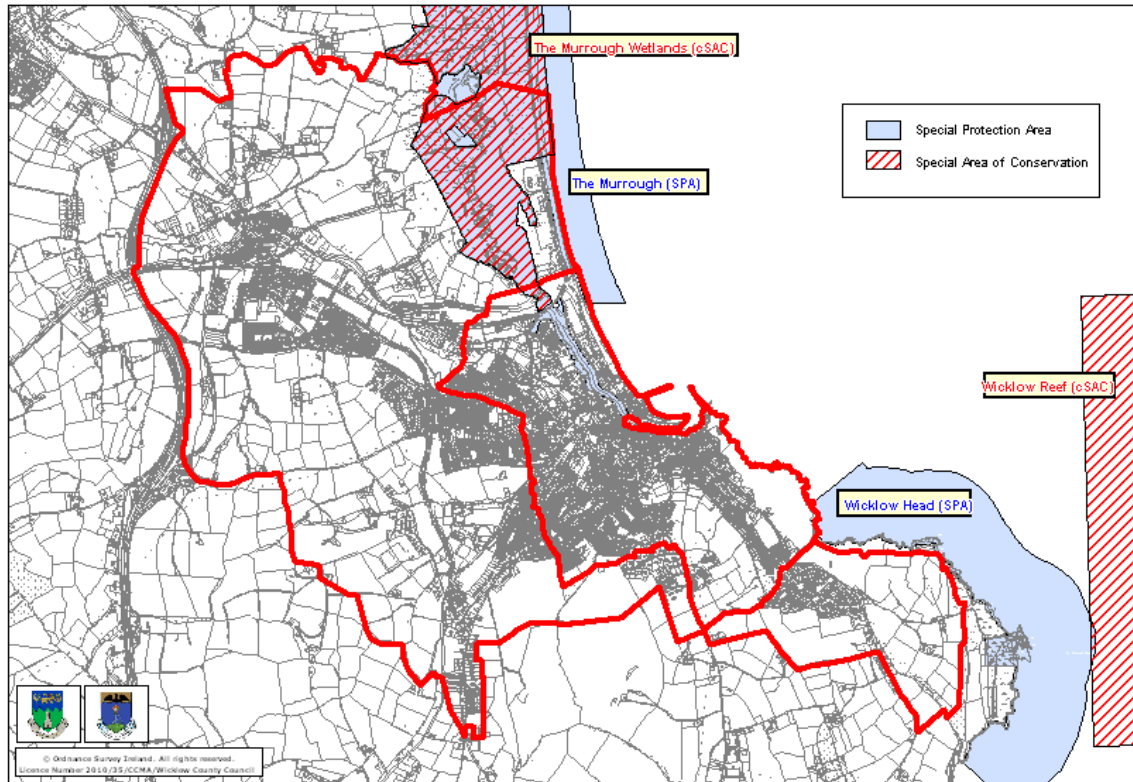 The Murrough Wetlands (cSAC)
Special Protection Area
Special Area of Conservation
The Murrough (SPA)
Wicklow Reef (cSAC)
Wicklow Head (SPA)
© Ordnance Survey Ireland. All rights reserved.
Licence Number 2010/35/CCMA/Wicklow County Council